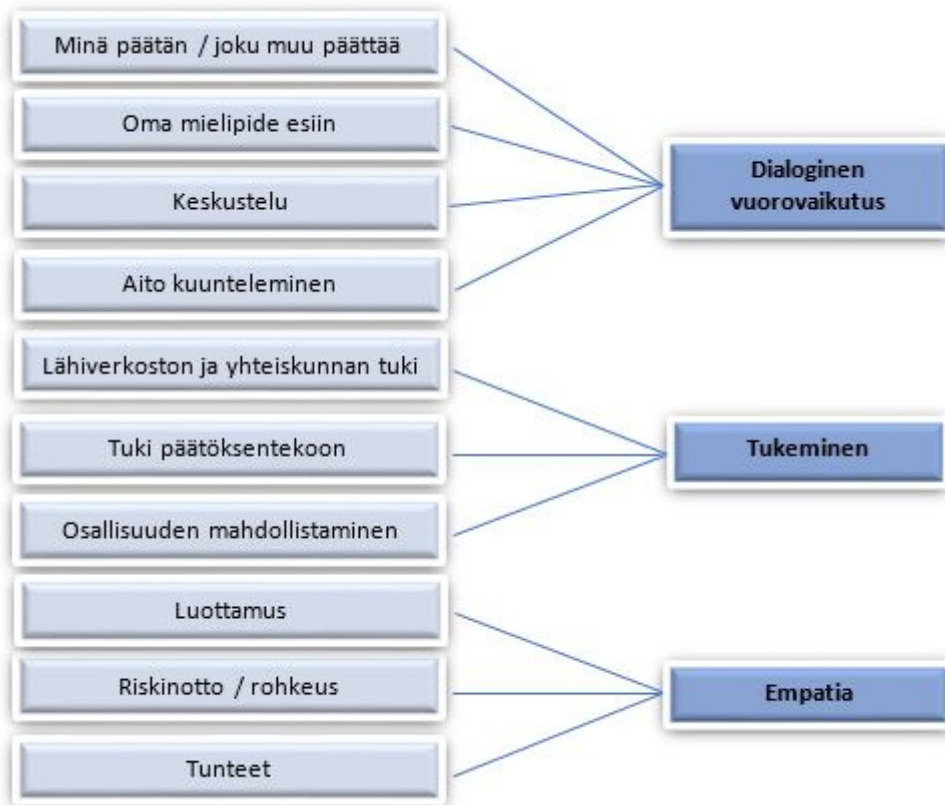 Minä päätän / joku muu päättää
Oma mielipide esiin
Keskustelu
Aito kuunteleminen
Lähiverkoston ja yhteiskunnan tuki
Tuki päätöksentekoon
Osallisuuden mahdollistaminen
Luottamus
Riskinotto / rohkeus
Tunteet
Dialoginen
vuorovaikutus
Tukeminen
Empatia